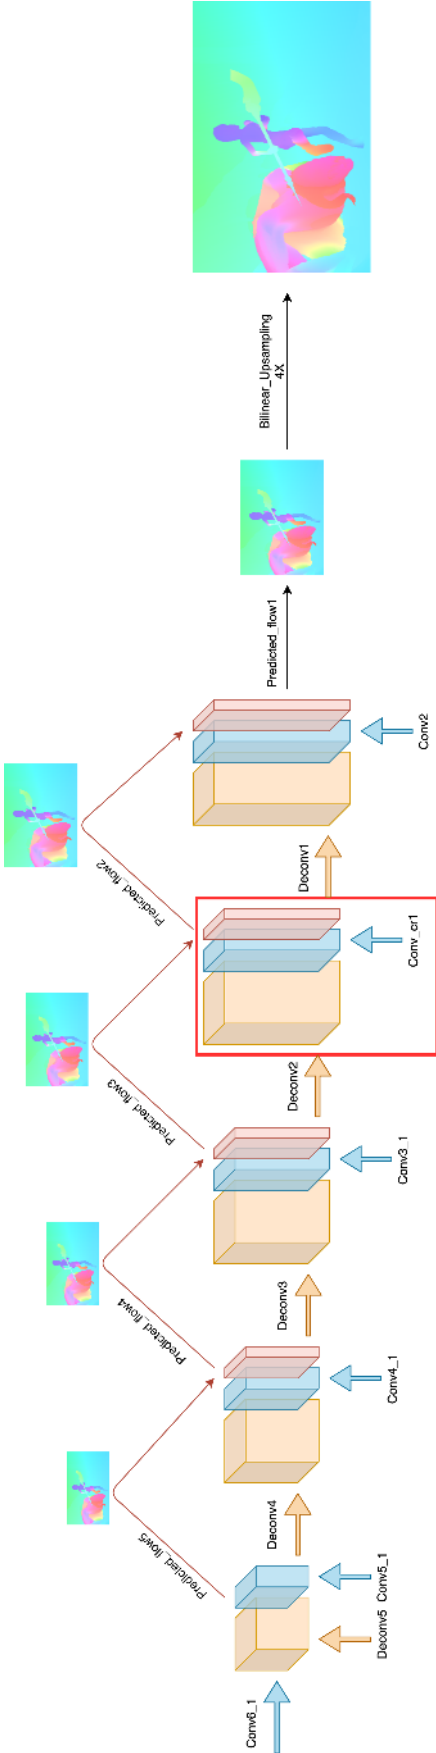 Conv6_1
Deconv5
Conv5_1
Predicted_flow5
Deconv4
Conv4_1
Predicted_flow4
Deconv3
Conv3_1
Predicted_flow3
Deconv2
Conv_cr1
Predicted_flow2
Deconv1
Conv2
Predicted_flow1
Bilinear_Upsampling
4X